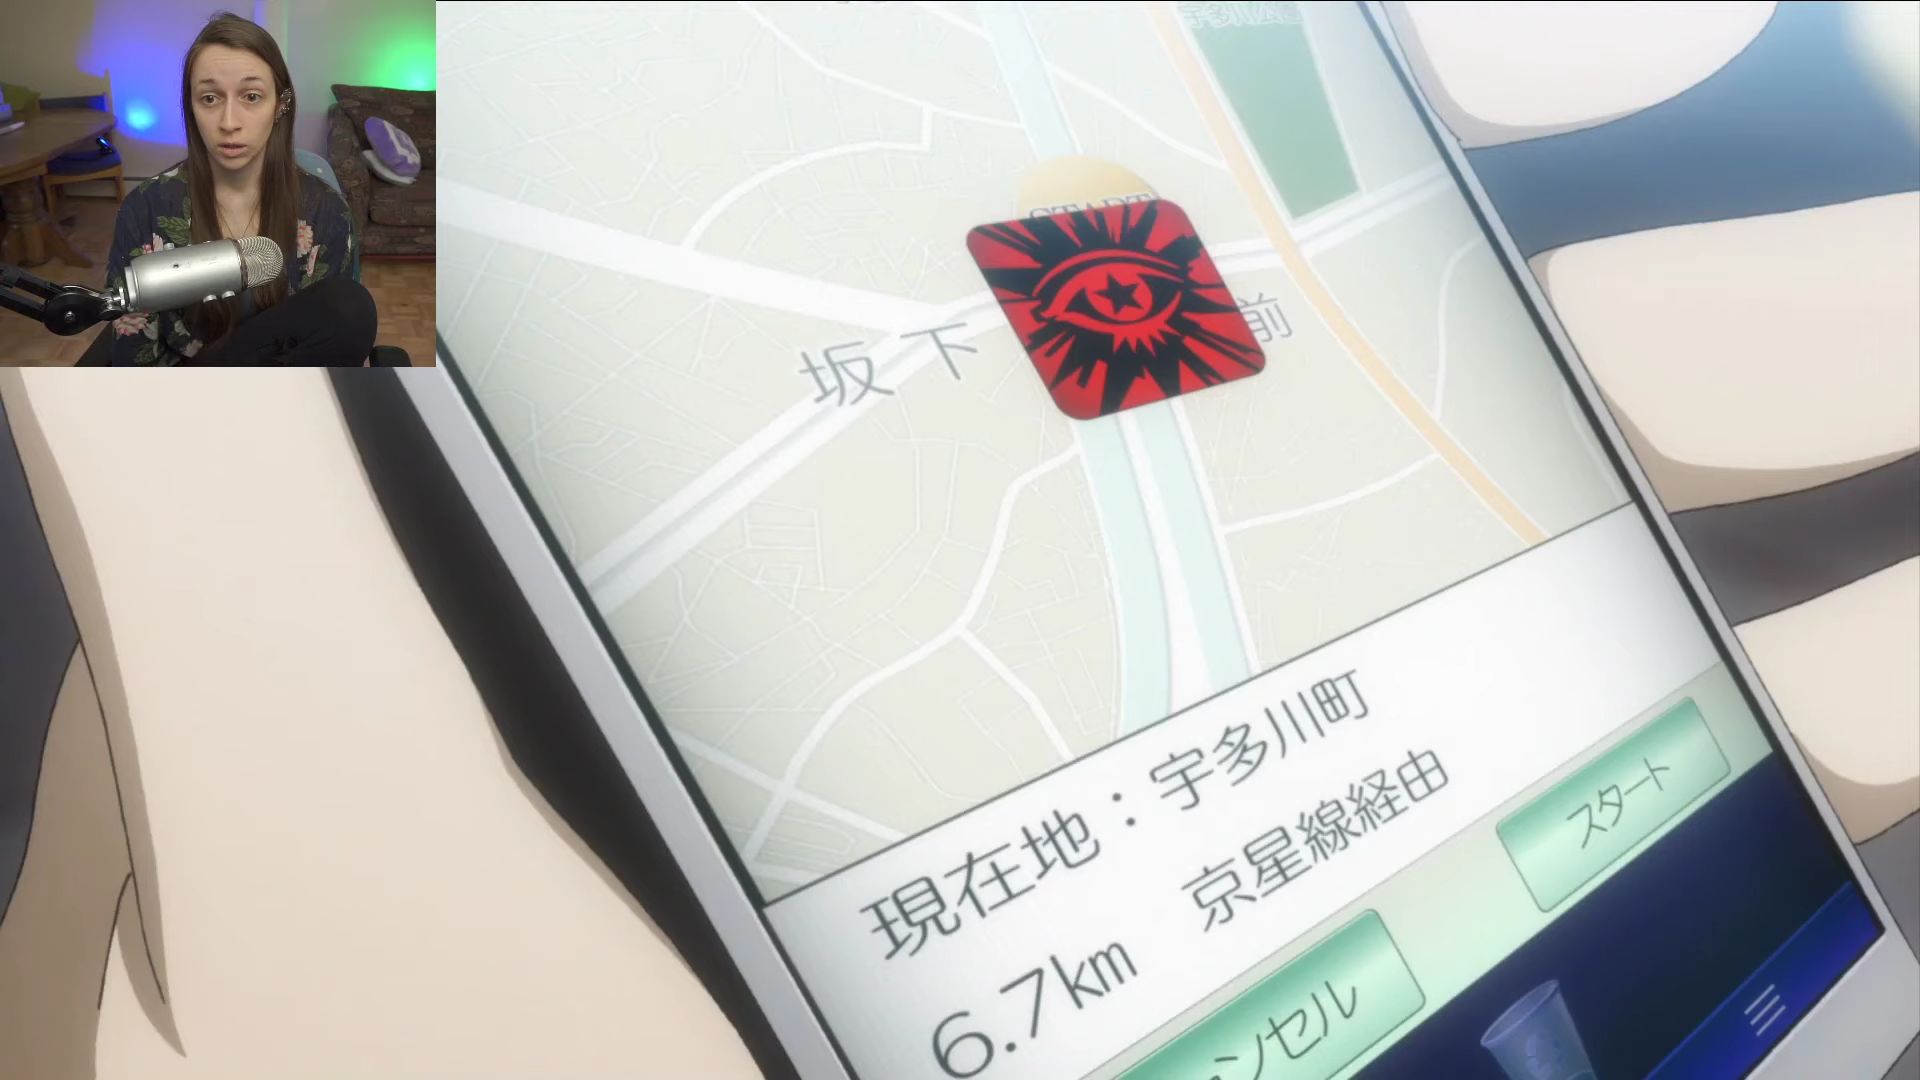 START
坂下
前
現在地：宇多川町
6.7km 京星線経由
スタート
ンセル